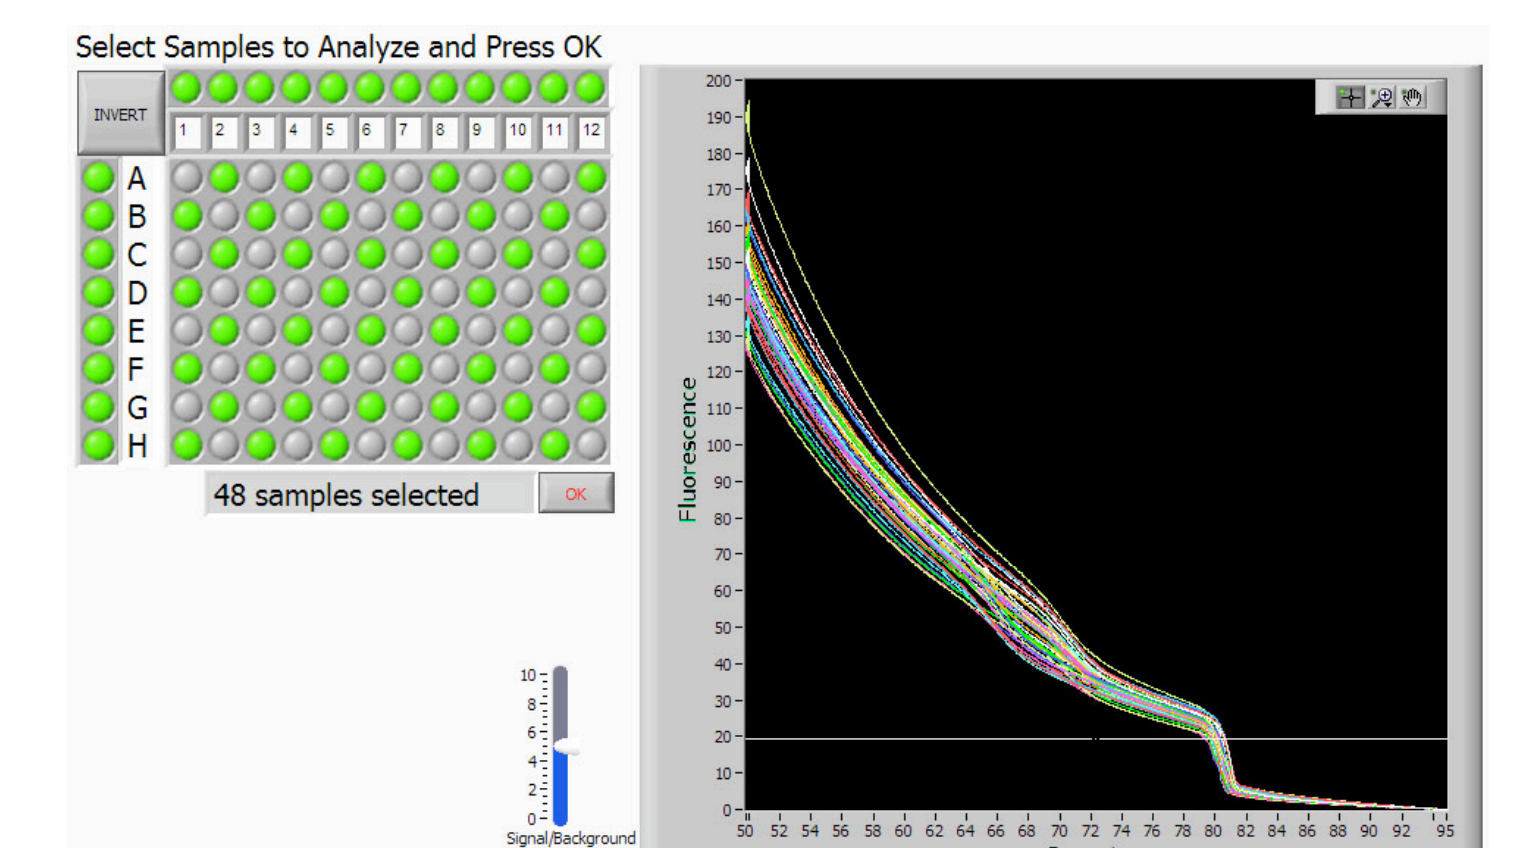 Select Samples to Analyze and Press OK
INVERT
1 2 3 4 5 6 7 8 9 10 11 12
A
B
C
D
E
F
G
H
48 samples selected
OK
10
8
6
4
2
0
Signal/Background
Fluorescence
200
190
180
170
160
150
140
130
120
110
100
90
80
70
60
50
40
30
20
10
0
50 52 54 56 58 60 62 64 66 68 70 72 74 76 78 80 82 84 86 88 90 92 95